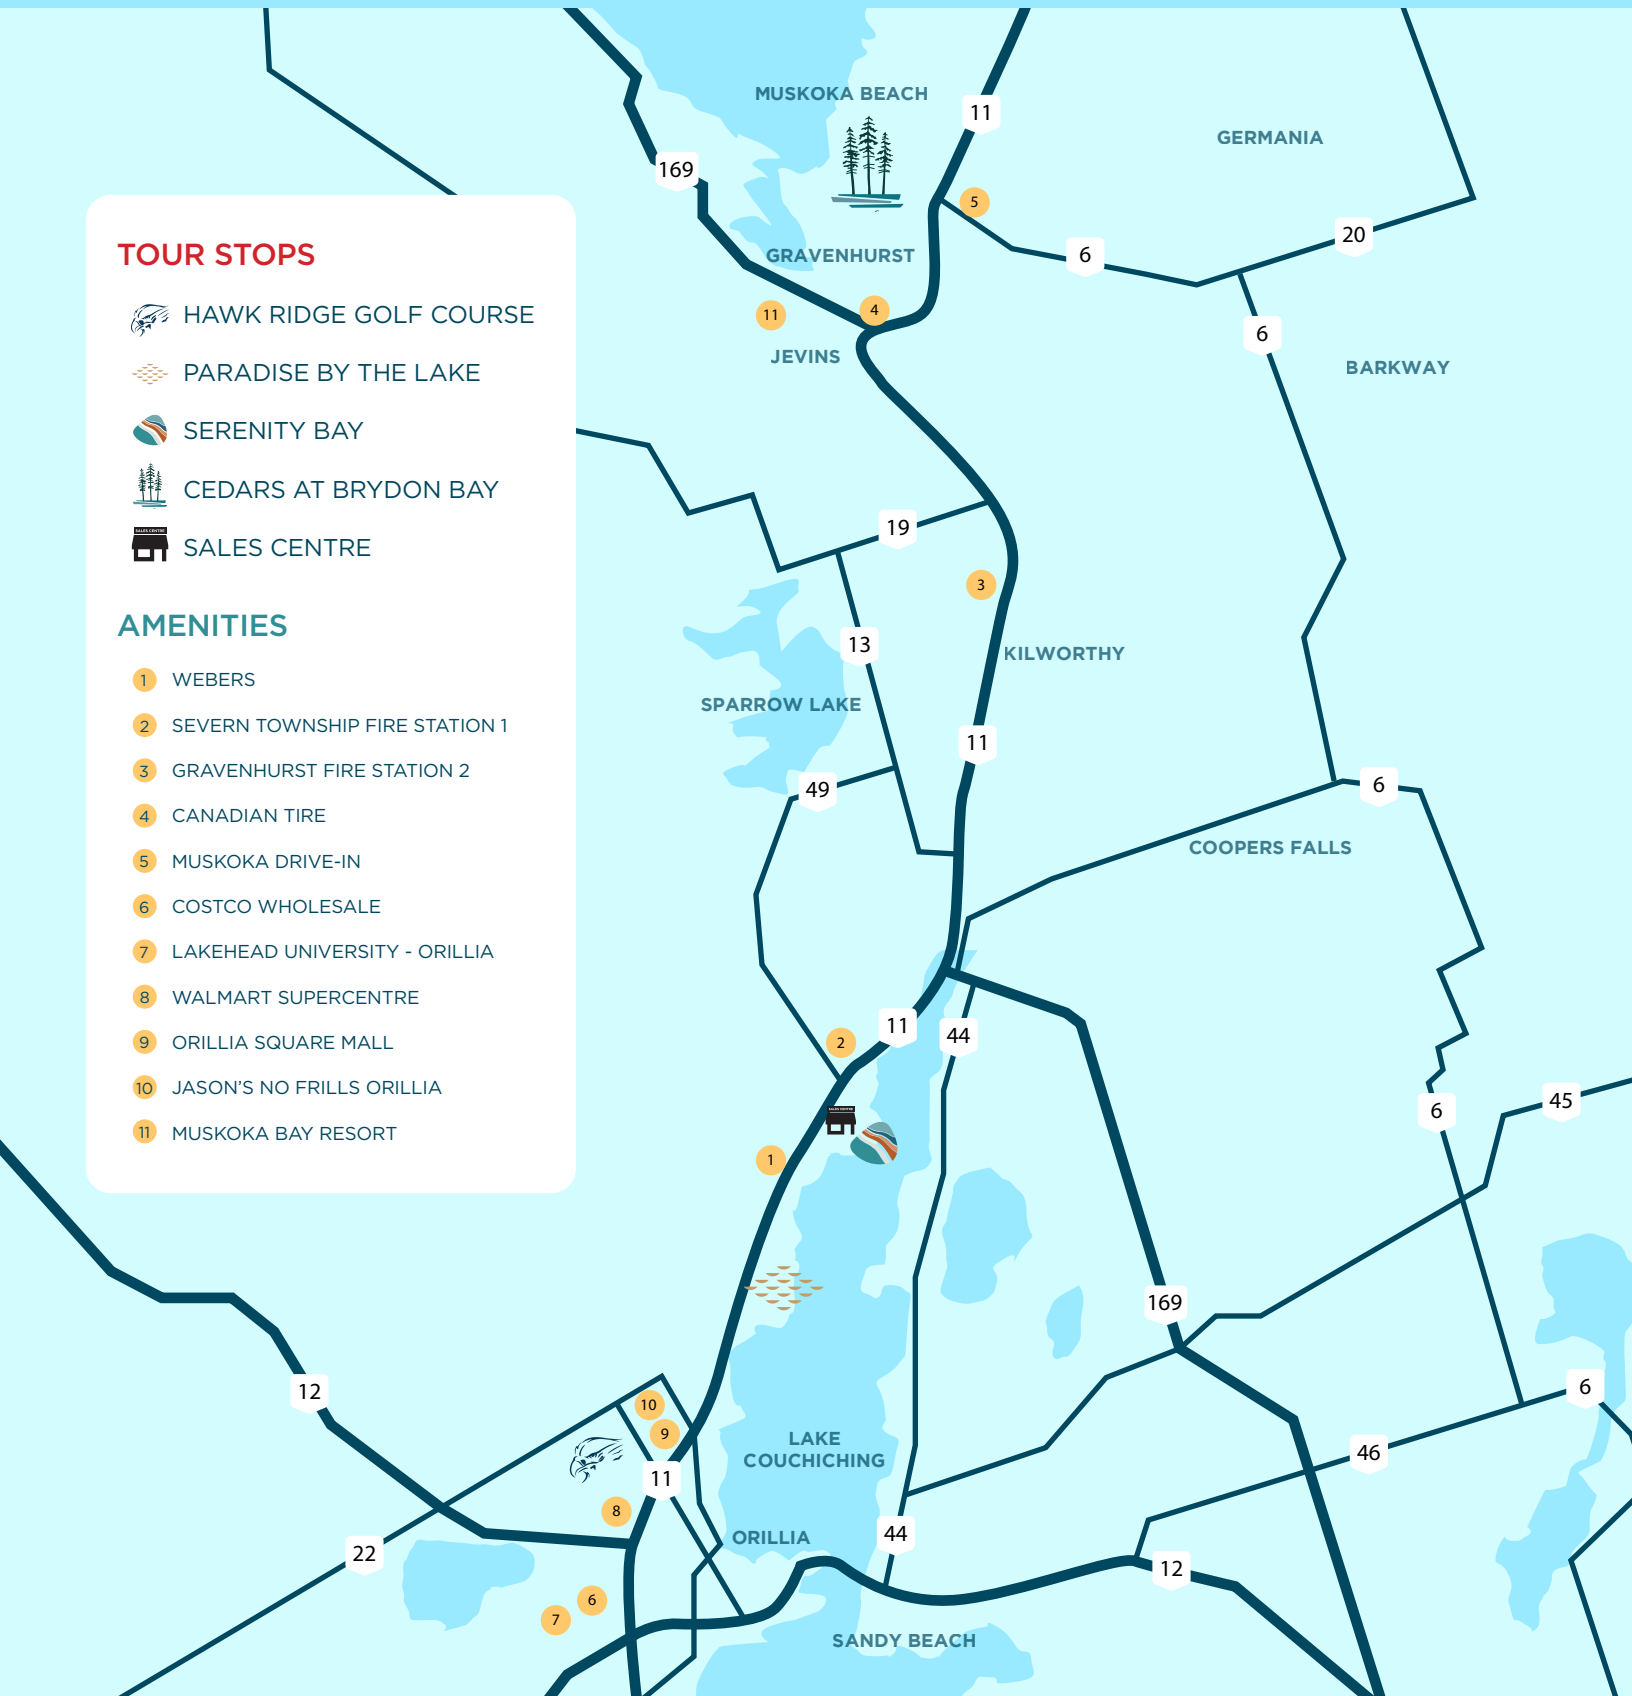 MUSKOKA BEACH
11
GERMANIA
169
5
20
6
GRAVENHURST
11
4
6
JEVINS
BARKWAY
TOUR STOPS
HAWK RIDGE GOLF COURSE
PARADISE BY THE LAKE
SERENITY BAY
CEDARS AT BRYDON BAY
SALES CENTRE
SALES CENTRE
AMENITIES
1 WEBERS
2 SEVERN TOWNSHIP FIRE STATION 1
3 GRAVENHURST FIRE STATION 2
4 CANADIAN TIRE
5 MUSKOKA DRIVE-IN
6 COSTCO WHOLESALE
7 LAKEHEAD UNIVERSITY - ORILLIA
8 WALMART SUPERCENTRE
9 ORILLIA SQUARE MALL
10 JASON'S NO FRILLS ORILLIA
11 MUSKOKA BAY RESORT
19
3
13
KILWORTHY
SPARROW LAKE
11
49
6
COOPERS FALLS
11
44
2
6
45
SALES CENTRE
1
169
12
6
10
9
LAKE
COUCHICHING
46
11
8
ORILLIA
44
22
12
6
7
SANDY BEACH